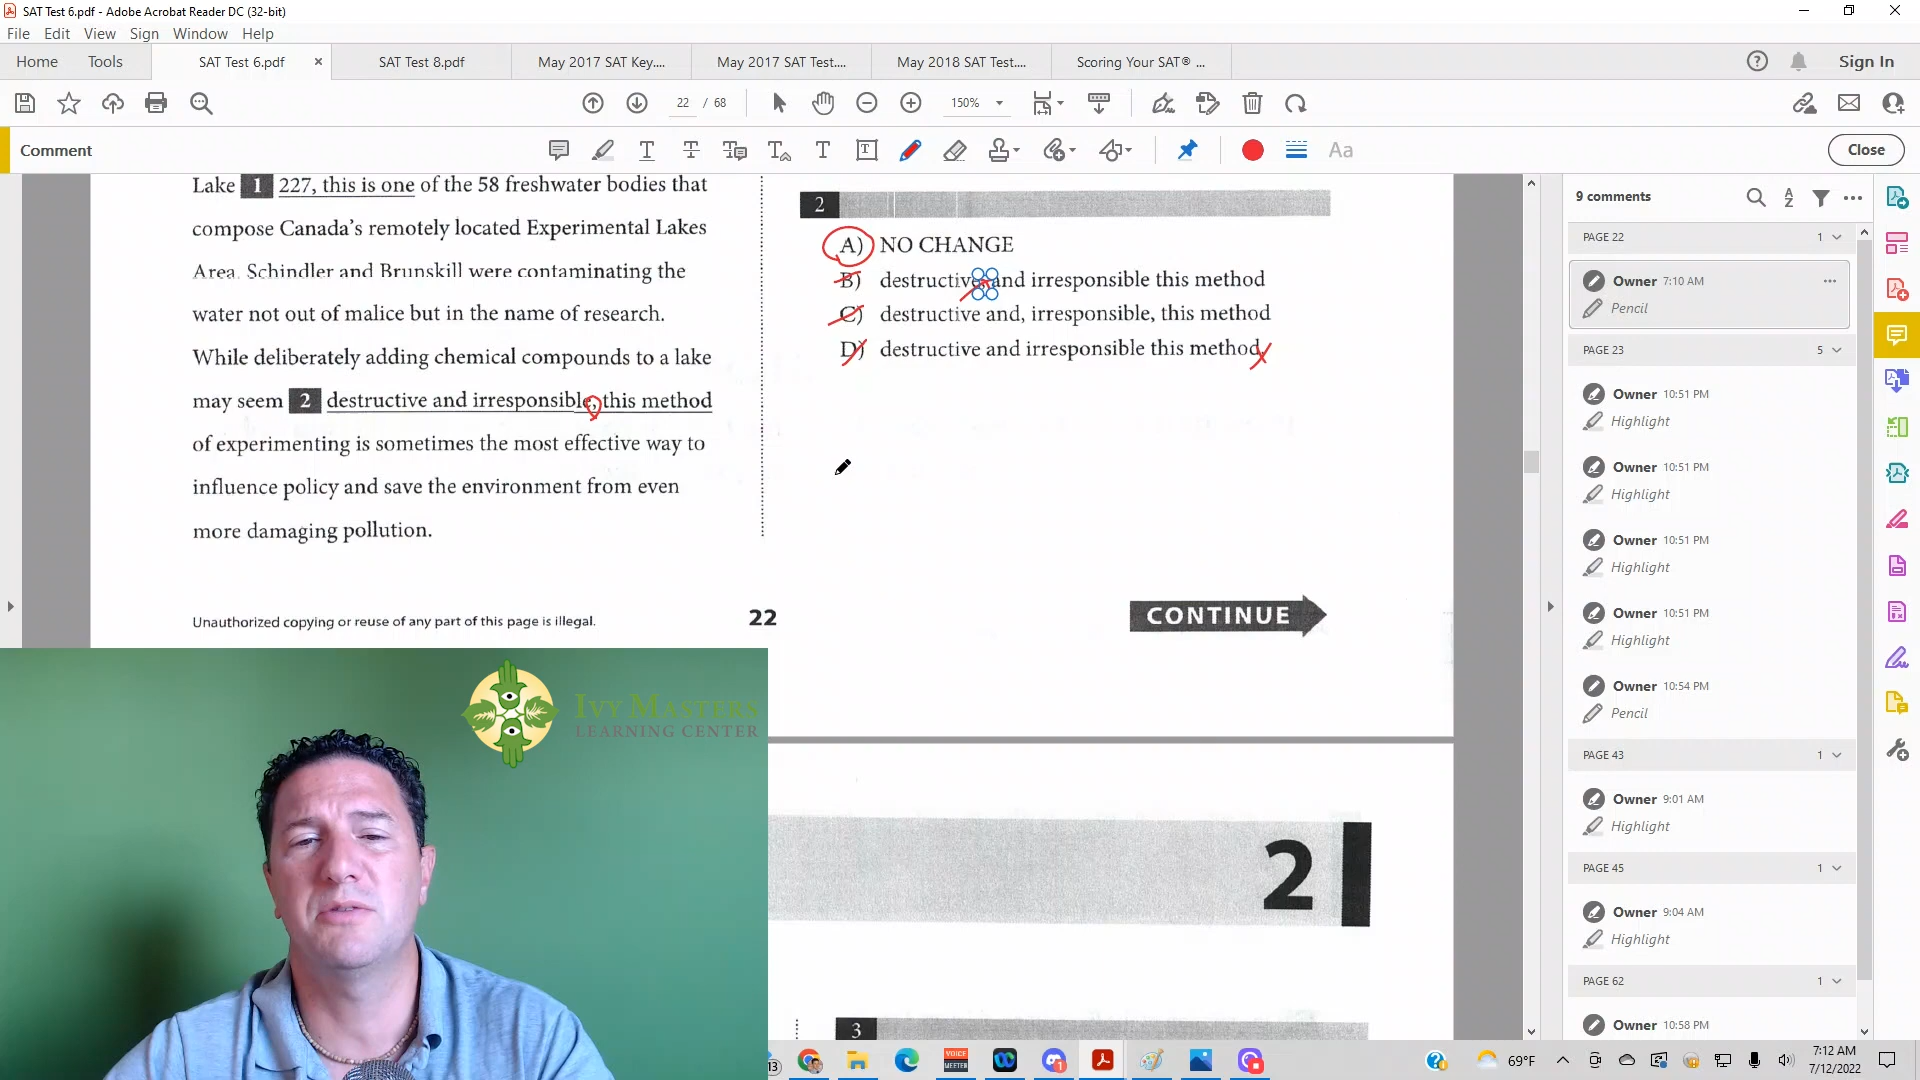 SAT Test 6.pdf - Adobe Acrobat Reader DC (32-bit)
File Edit View Sign Window Help
Home Tools SAT Test 6.pdf × SAT Test 8.pdf May 2017 SAT Key.... May 2017 SAT Test.... May 2018 SAT Test.... Scoring Your SAT® ... Sign In
22 / 68 150%
Comment Aa Close
Lake 1 227, this is one of the 58 freshwater bodies that
compose Canada's remotely located Experimental Lakes
Area. Schindler and Brunskill were contaminating the
water not out of malice but in the name of research.
While deliberately adding chemical compounds to a lake
may seem 2 destructive and irresponsible, this method
of experimenting is sometimes the most effective way to
influence policy and save the environment from even
more damaging pollution.
2
A) NO CHANGE
B) destructive, and irresponsible this method
C) destructive and, irresponsible, this method
D) destructive and irresponsible this method,
Unauthorized copying or reuse of any part of this page is illegal.
22
CONTINUE
2
3
IVY MASTERS
LEARNING CENTER
9 comments
PAGE 22 1
Owner 7:10 AM
Pencil
PAGE 23 5
Owner 10:51 PM
Highlight
Owner 10:51 PM
Highlight
Owner 10:51 PM
Highlight
Owner 10:51 PM
Highlight
Owner 10:54 PM
Pencil
PAGE 43 1
Owner 9:01 AM
Highlight
PAGE 45 1
Owner 9:04 AM
Highlight
PAGE 62 1
Owner 10:58 PM
13 VOICE
MEETER
69°F
7:12 AM
7/12/2022